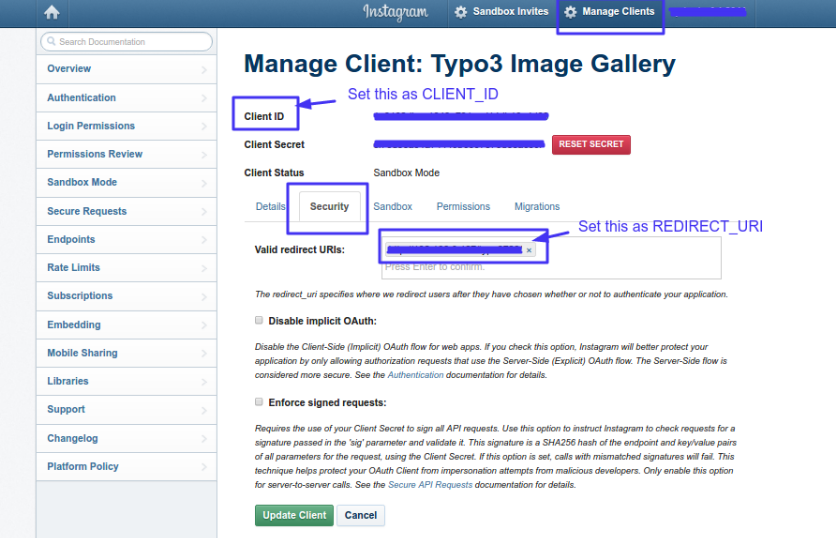 Instagram
Sandbox Invites
Manage Clients
Search Documentation
Overview
Authentication
Login Permissions
Permissions Review
Sandbox Mode
Secure Requests
Endpoints
Rate Limits
Subscriptions
Embedding
Mobile Sharing
Libraries
Support
Changelog
Platform Policy
Manage Client: Typo3 Image Gallery
Set this as CLIENT_ID
Client ID
Client Secret
RESET SECRET
Client Status Sandbox Mode
Details Security Sandbox Permissions Migrations
Set this as REDIRECT_URI
Valid redirect URIs:
×
Press Enter to confirm.
The redirect_uri specifies where we redirect users after they have chosen whether or not to authenticate your application.
Disable implicit OAuth:
Disable the Client-Side (Implicit) OAuth flow for web apps. If you check this option, Instagram will better protect your
application by only allowing authorization requests that use the Server-Side (Explicit) OAuth flow. The Server-Side flow is
considered more secure. See the Authentication documentation for details.
Enforce signed requests:
Requires the use of your Client Secret to sign all API requests. Use this option to instruct Instagram to check requests for a
signature passed in the 'sig' parameter and validate it. This signature is a SHA256 hash of the endpoint and key/value pairs
of all parameters for the request, using the Client Secret. If this option is set, calls with mismatched signatures will fail. This
technique helps protect your OAuth Client from impersonation attempts from malicious developers. Only enable this option
for server-to-server calls. See the Secure API Requests documentation for details.
Update Client Cancel